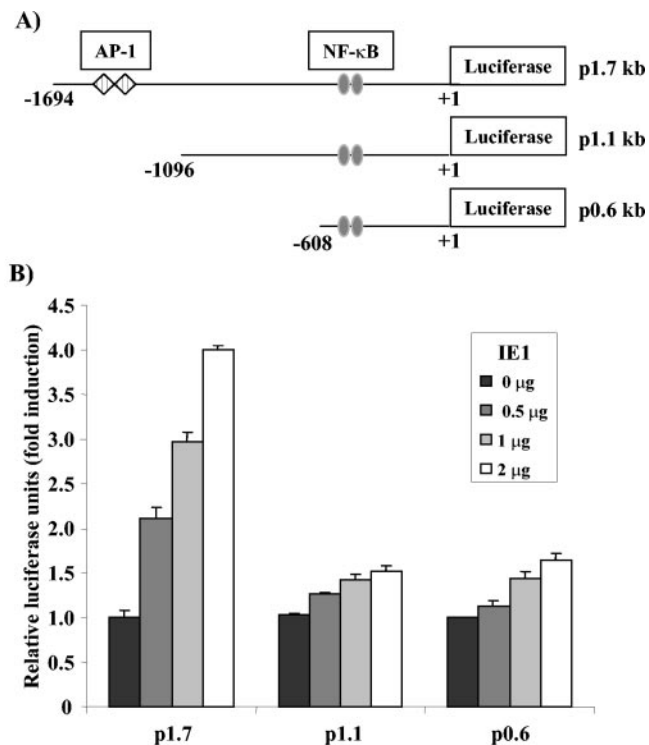 A)
AP-1
NF-κB
Luciferase
p1.7 kb
-1694
+1
Luciferase
p1.1 kb
-1096
+1
Luciferase
p0.6 kb
-608
+1
B)
Relative luciferase units (fold induction)
4.5
4.0
3.5
3.0
2.5
2.0
1.5
1.0
0.5
0
IE1
0 μg
0.5 μg
1 μg
2 μg
p1.7
p1.1
p0.6